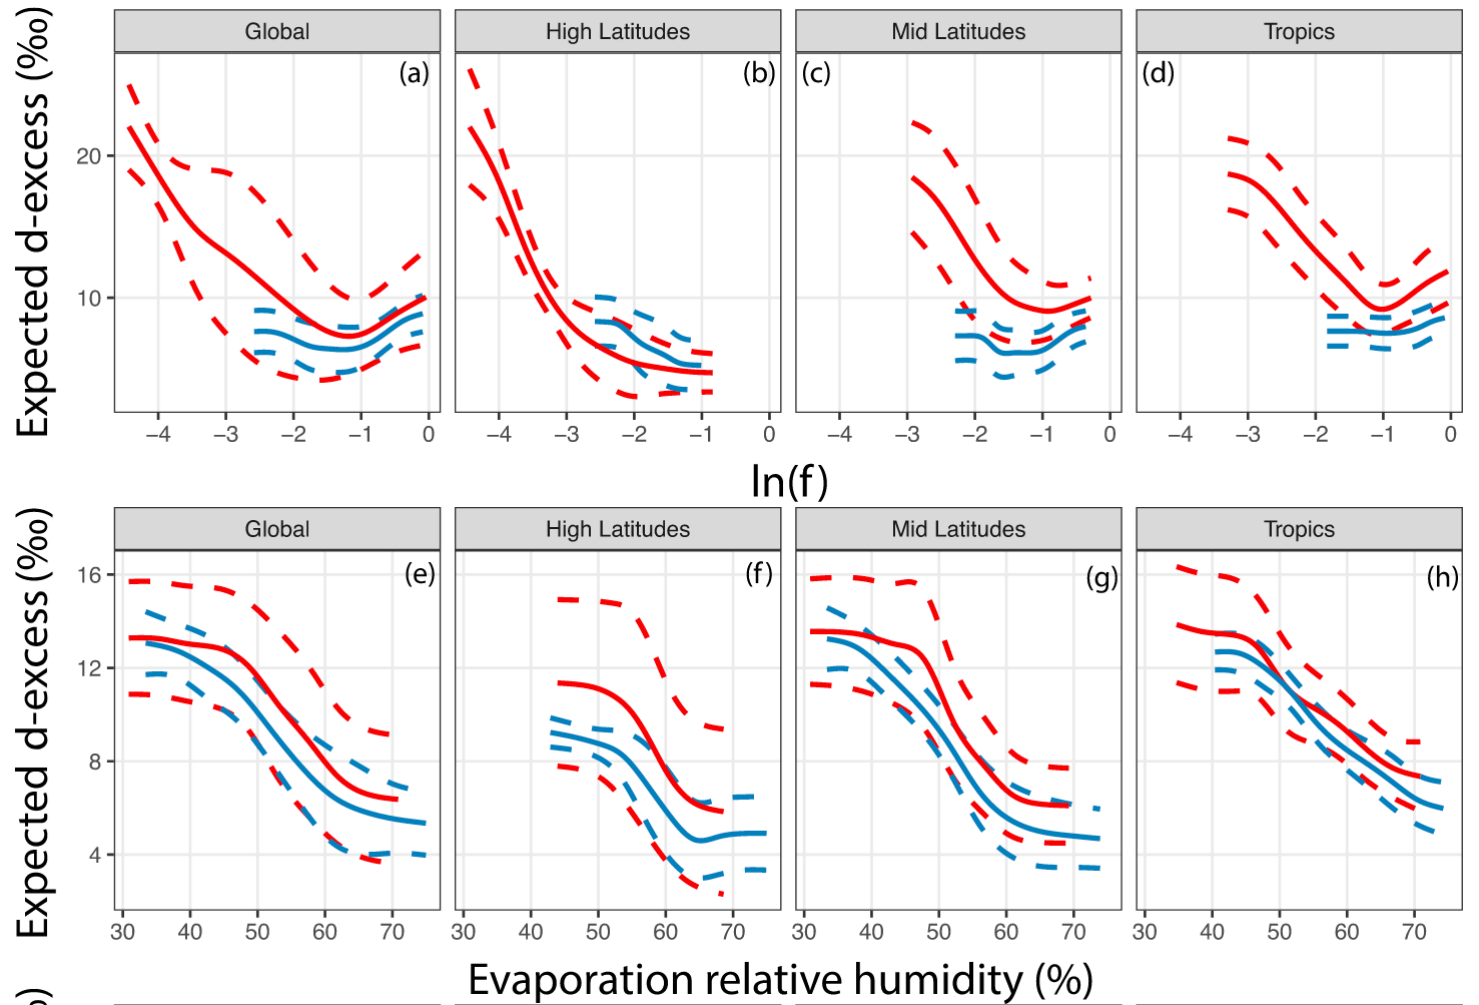 Expected d-excess (‰)
Global High Latitudes Mid Latitudes Tropics
(a) (b) (c) (d)
20
10
−4 −3 −2 −1 0 −4 −3 −2 −1 0 −4 −3 −2 −1 0 −4 −3 −2 −1 0
ln(f)
Expected d-excess (‰)
Global High Latitudes Mid Latitudes Tropics
(e) (f) (g) (h)
16
12
8
4
30 40 50 60 70 30 40 50 60 70 30 40 50 60 70 30 40 50 60 70
Evaporation relative humidity (%)